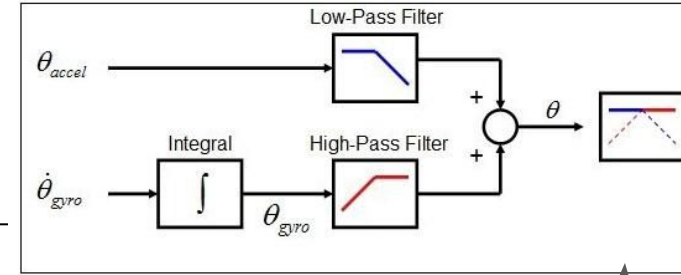 Low-Pass Filter
θaccel
+
θ
Integral
High-Pass Filter
+
θ̇gyro
∫
θgyro